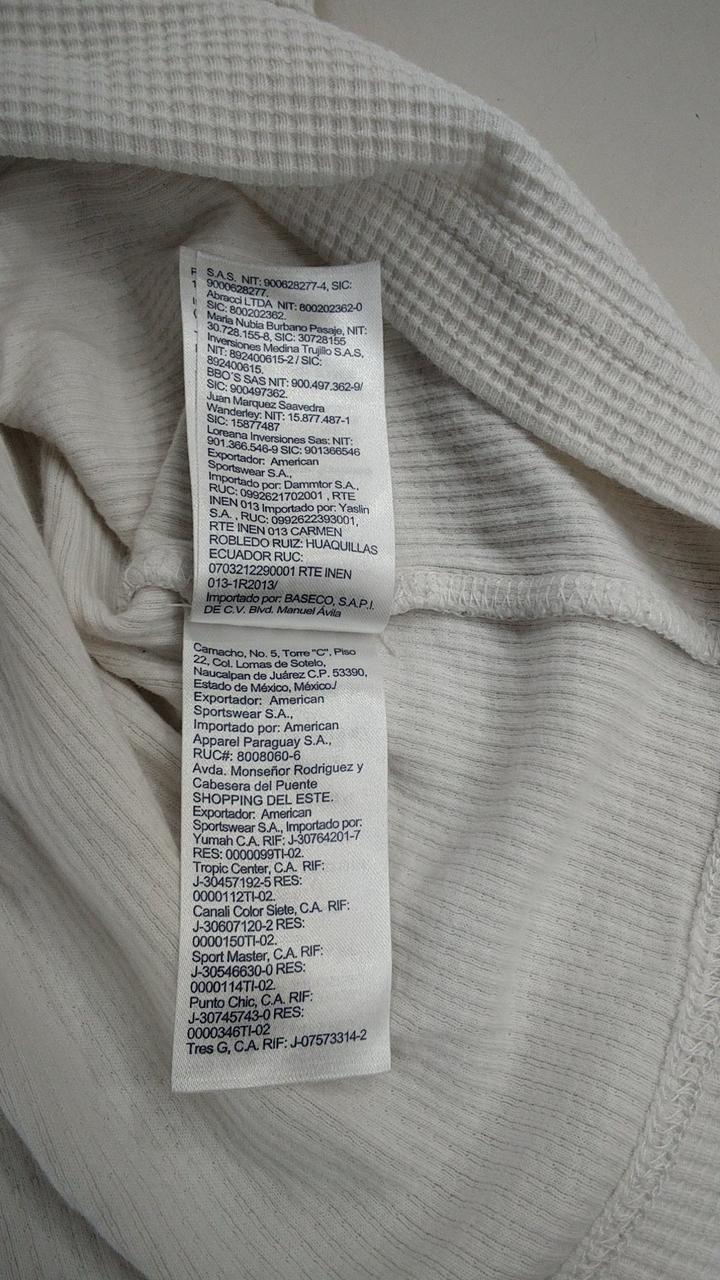 S.A.S. NIT: 900628277-4, SIC:
9000628277.
Abracci LTDA NIT: 800202362-0
SIC: 800202362.
Maria Nubia Burbano Pasaje, NIT:
30.728.155-8, SIC: 30728155
Inversiones Medina Trujillo S.A.S,
NIT: 892400615-2 / SIC:
892400615.
BBO´S SAS NIT: 900.497.362-9/
SIC: 900497362.
Juan Marquez Saavedra
Wanderley: NIT: 15.877.487-1
SIC: 15877487
Loreana Inversiones Sas: NIT:
901.366.546-9 SIC: 901366546
Exportador: American
Sportswear S.A.,
Importado por: Dammtor S.A.,
RUC: 0992621702001 , RTE
INEN 013 Importado por: Yaslin
S.A. , RUC: 0992622393001,
RTE INEN 013 CARMEN
ROBLEDO RUIZ: HUAQUILLAS
ECUADOR RUC:
0703212290001 RTE INEN
013-1R2013/
Importado por: BASECO, S.A.P.I.
DE C.V. Blvd. Manuel Ávila
Camacho, No. 5, Torre "C", Piso
22, Col. Lomas de Sotelo,
Naucalpan de Juárez C.P. 53390,
Estado de México, México./
Exportador: American
Sportswear S.A.,
Importado por: American
Apparel Paraguay S.A.,
RUC#: 8008060-6
Avda. Monseñor Rodriguez y
Cabesera del Puente
SHOPPING DEL ESTE.
Exportador: American
Sportswear S.A., Importado por:
Yumah C.A. RIF: J-30764201-7
RES: 0000099TI-02.
Tropic Center, C.A. RIF:
J-30457192-5 RES:
0000112TI-02.
Canali Color Siete, C.A. RIF:
J-30607120-2 RES:
0000150TI-02.
Sport Master, C.A. RIF:
J-30546630-0 RES:
0000114TI-02.
Punto Chic, C.A. RIF:
J-30745743-0 RES:
0000346TI-02
Tres G, C.A. RIF: J-07573314-2